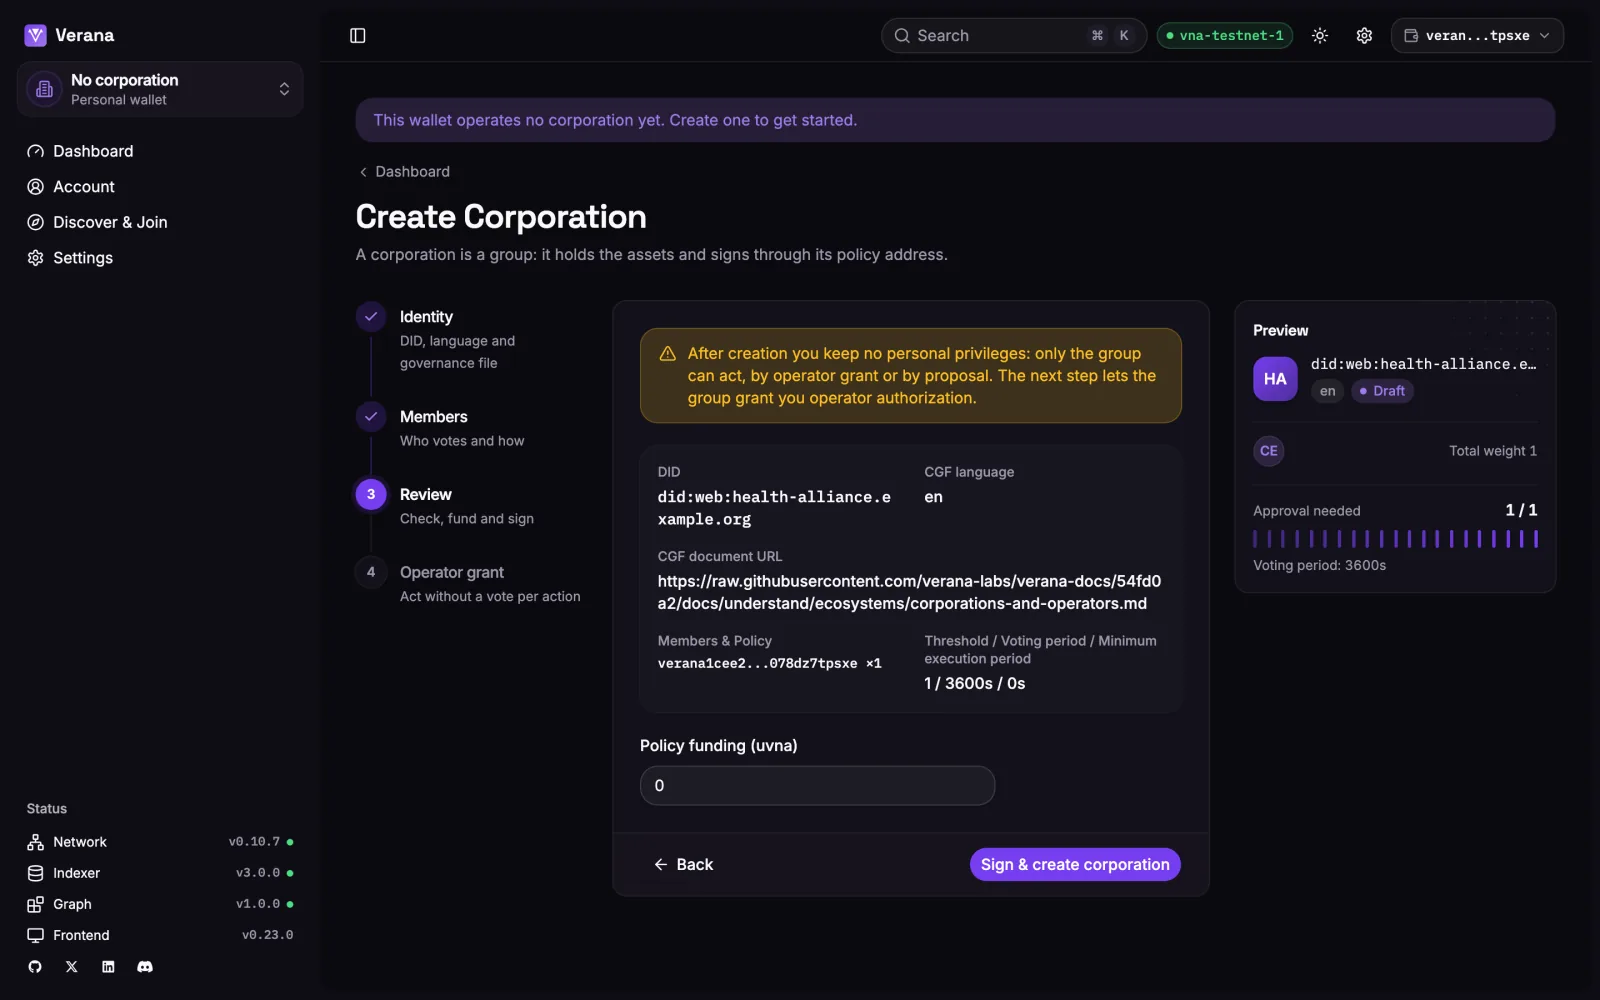 Verana
Search
⌘ K
vna-testnet-1
veran...tpsxe
No corporation
Personal wallet
Dashboard
Account
Discover & Join
Settings
This wallet operates no corporation yet. Create one to get started.
Dashboard
Create Corporation
A corporation is a group: it holds the assets and signs through its policy address.
Identity
DID, language and
governance file
Members
Who votes and how
3
Review
Check, fund and sign
4
Operator grant
Act without a vote per action
After creation you keep no personal privileges: only the group
can act, by operator grant or by proposal. The next step lets the
group grant you operator authorization.
DID
did:web:health-alliance.e
xample.org
CGF language
en
CGF document URL
https://raw.githubusercontent.com/verana-labs/verana-docs/54fd0
a2/docs/understand/ecosystems/corporations-and-operators.md
Members & Policy
verana1cee2...078dz7tpsxe ×1
Threshold / Voting period / Minimum
execution period
1 / 3600s / 0s
Policy funding (uvna)
0
Back
Sign & create corporation
Preview
HA
did:web:health-alliance.e…
en
Draft
CE
Total weight 1
Approval needed
1 / 1
Voting period: 3600s
Status
Network
v0.10.7
Indexer
v3.0.0
Graph
v1.0.0
Frontend
v0.23.0